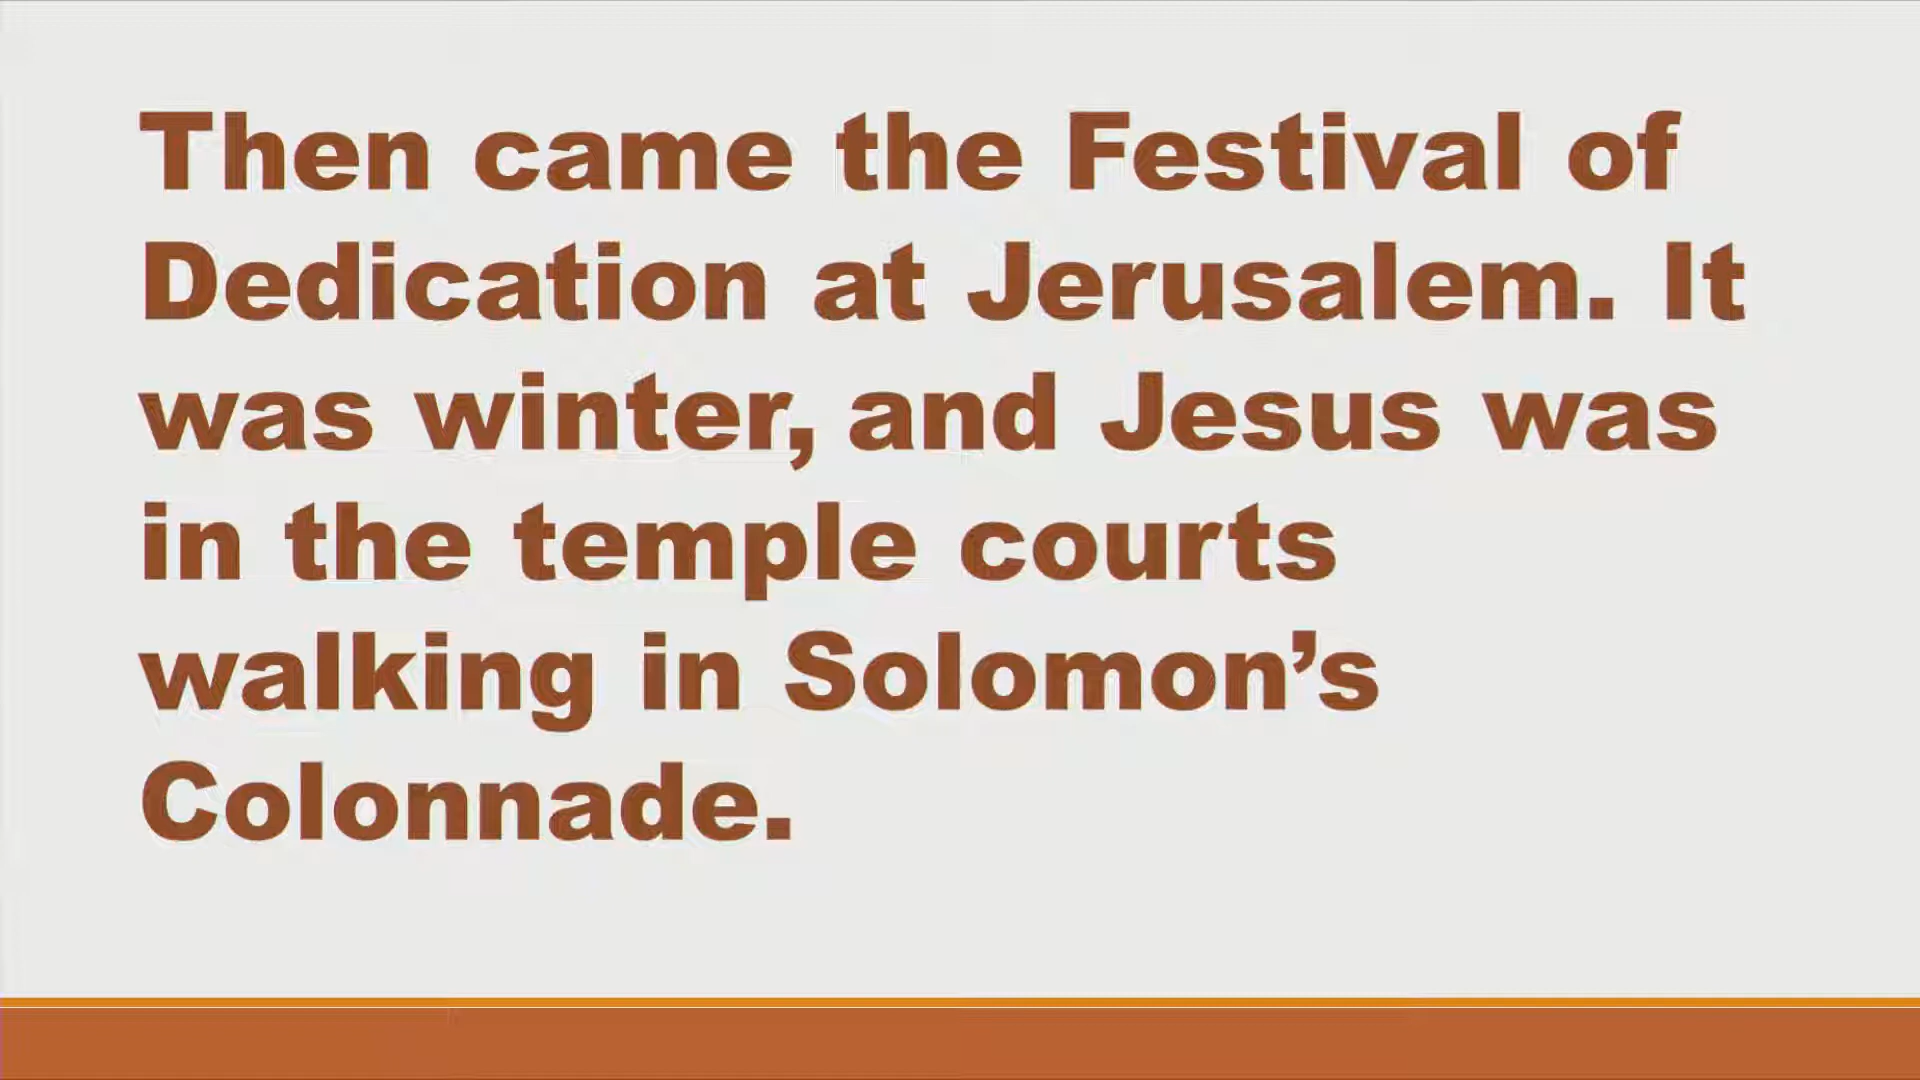 Then came the Festival of
Dedication at Jerusalem. It
was winter, and Jesus was
in the temple courts
walking in Solomon’s
Colonnade.